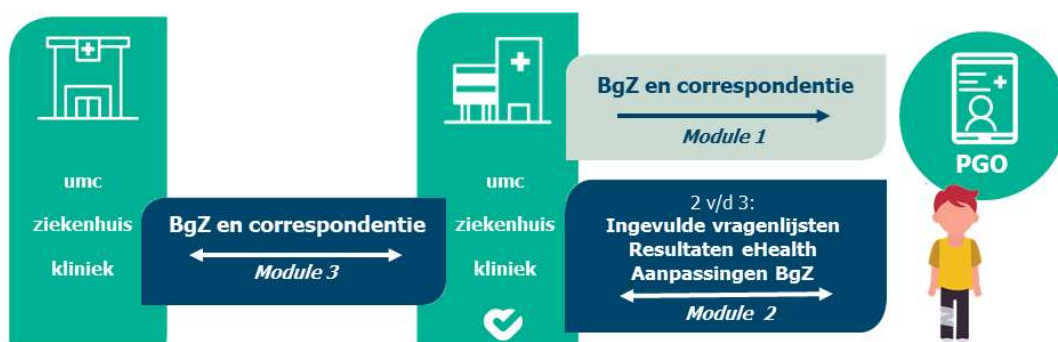 umc
ziekenhuis
kliniek
BgZ en correspondentie
Module 3
umc
ziekenhuis
kliniek
BgZ en correspondentie
Module 1
2 v/d 3:
Ingevulde vragenlijsten
Resultaten eHealth
Aanpassingen BgZ
Module 2
PGO